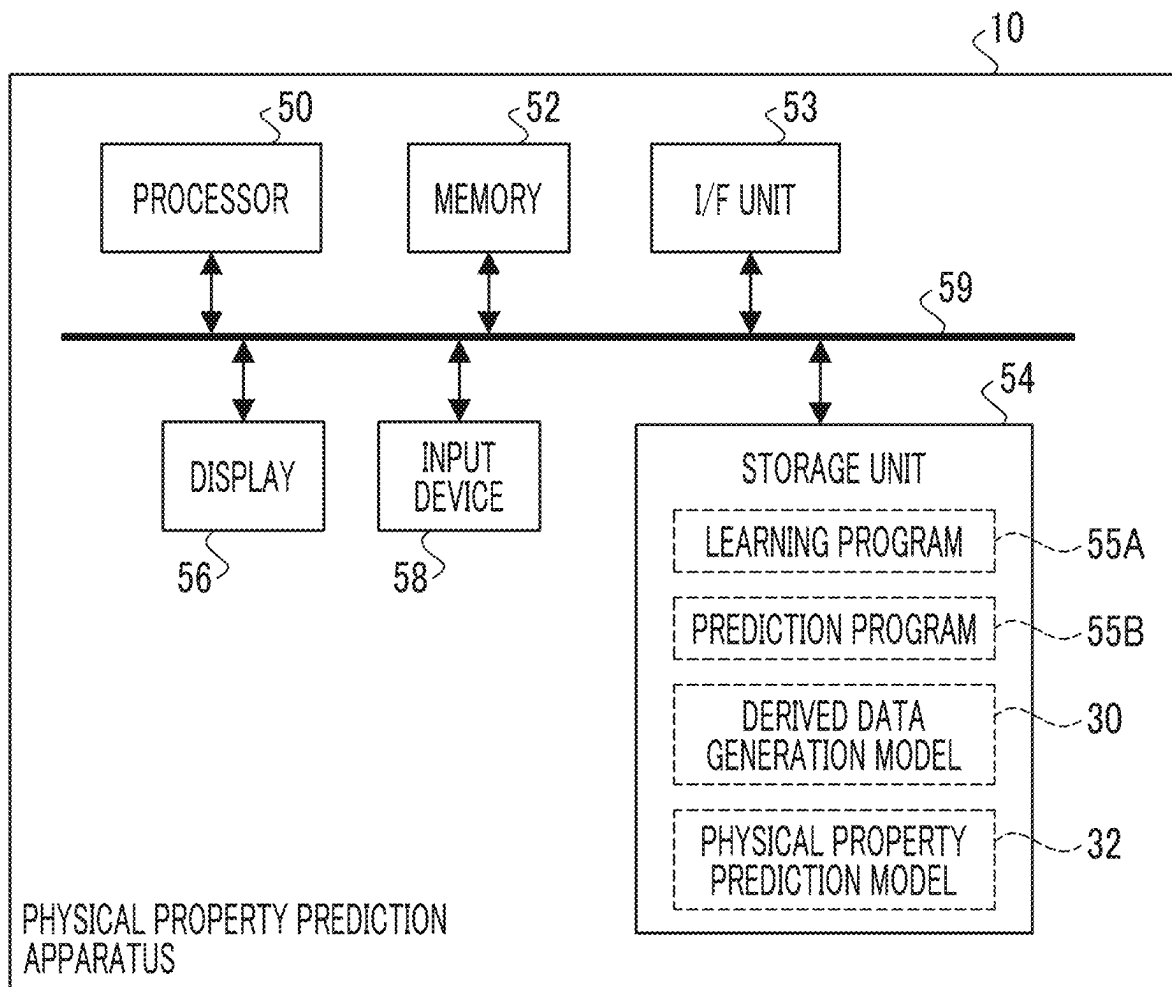 10
50
52
53
PROCESSOR
MEMORY
I/F UNIT
59
54
DISPLAY
INPUT
DEVICE
56
58
STORAGE UNIT
LEARNING PROGRAM
55A
PREDICTION PROGRAM
55B
DERIVED DATA
GENERATION MODEL
30
PHYSICAL PROPERTY
PREDICTION MODEL
32
PHYSICAL PROPERTY PREDICTION
APPARATUS